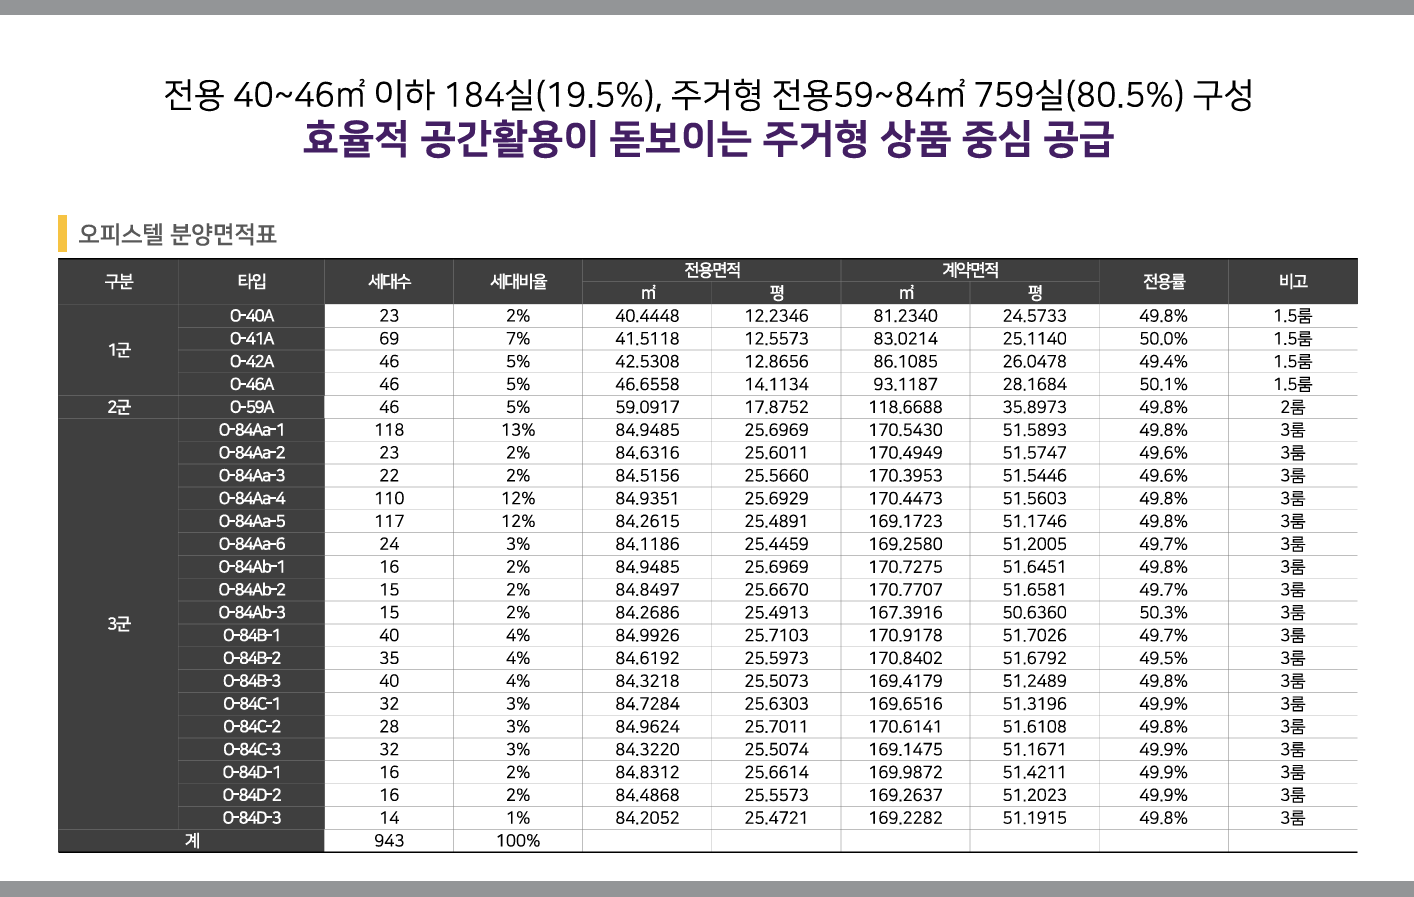 전용 40~46㎡ 이하 184실(19.5%), 주거형 전용59~84㎡ 759실(80.5%) 구성
효율적 공간활용이 돋보이는 주거형 상품 중심 공급
오피스텔 분양면적표
구분 타입 세대수 세대비율 전용면적 계약면적 전용률 비고
㎡ 평 ㎡ 평
1군
O-40A 23 2% 40.4448 12.2346 81.2340 24.5733 49.8% 1.5룸
O-41A 69 7% 41.5118 12.5573 83.0214 25.1140 50.0% 1.5룸
O-42A 46 5% 42.5308 12.8656 86.1085 26.0478 49.4% 1.5룸
O-46A 46 5% 46.6558 14.1134 93.1187 28.1684 50.1% 1.5룸
2군 O-59A 46 5% 59.0917 17.8752 118.6688 35.8973 49.8% 2룸
3군
O-84Aa-1 118 13% 84.9485 25.6969 170.5430 51.5893 49.8% 3룸
O-84Aa-2 23 2% 84.6316 25.6011 170.4949 51.5747 49.6% 3룸
O-84Aa-3 22 2% 84.5156 25.5660 170.3953 51.5446 49.6% 3룸
O-84Aa-4 110 12% 84.9351 25.6929 170.4473 51.5603 49.8% 3룸
O-84Aa-5 117 12% 84.2615 25.4891 169.1723 51.1746 49.8% 3룸
O-84Aa-6 24 3% 84.1186 25.4459 169.2580 51.2005 49.7% 3룸
O-84Ab-1 16 2% 84.9485 25.6969 170.7275 51.6451 49.8% 3룸
O-84Ab-2 15 2% 84.8497 25.6670 170.7707 51.6581 49.7% 3룸
O-84Ab-3 15 2% 84.2686 25.4913 167.3916 50.6360 50.3% 3룸
O-84B-1 40 4% 84.9926 25.7103 170.9178 51.7026 49.7% 3룸
O-84B-2 35 4% 84.6192 25.5973 170.8402 51.6792 49.5% 3룸
O-84B-3 40 4% 84.3218 25.5073 169.4179 51.2489 49.8% 3룸
O-84C-1 32 3% 84.7284 25.6303 169.6516 51.3196 49.9% 3룸
O-84C-2 28 3% 84.9624 25.7011 170.6141 51.6108 49.8% 3룸
O-84C-3 32 3% 84.3220 25.5074 169.1475 51.1671 49.9% 3룸
O-84D-1 16 2% 84.8312 25.6614 169.9872 51.4211 49.9% 3룸
O-84D-2 16 2% 84.4868 25.5573 169.2637 51.2023 49.9% 3룸
O-84D-3 14 1% 84.2052 25.4721 169.2282 51.1915 49.8% 3룸
계 943 100%